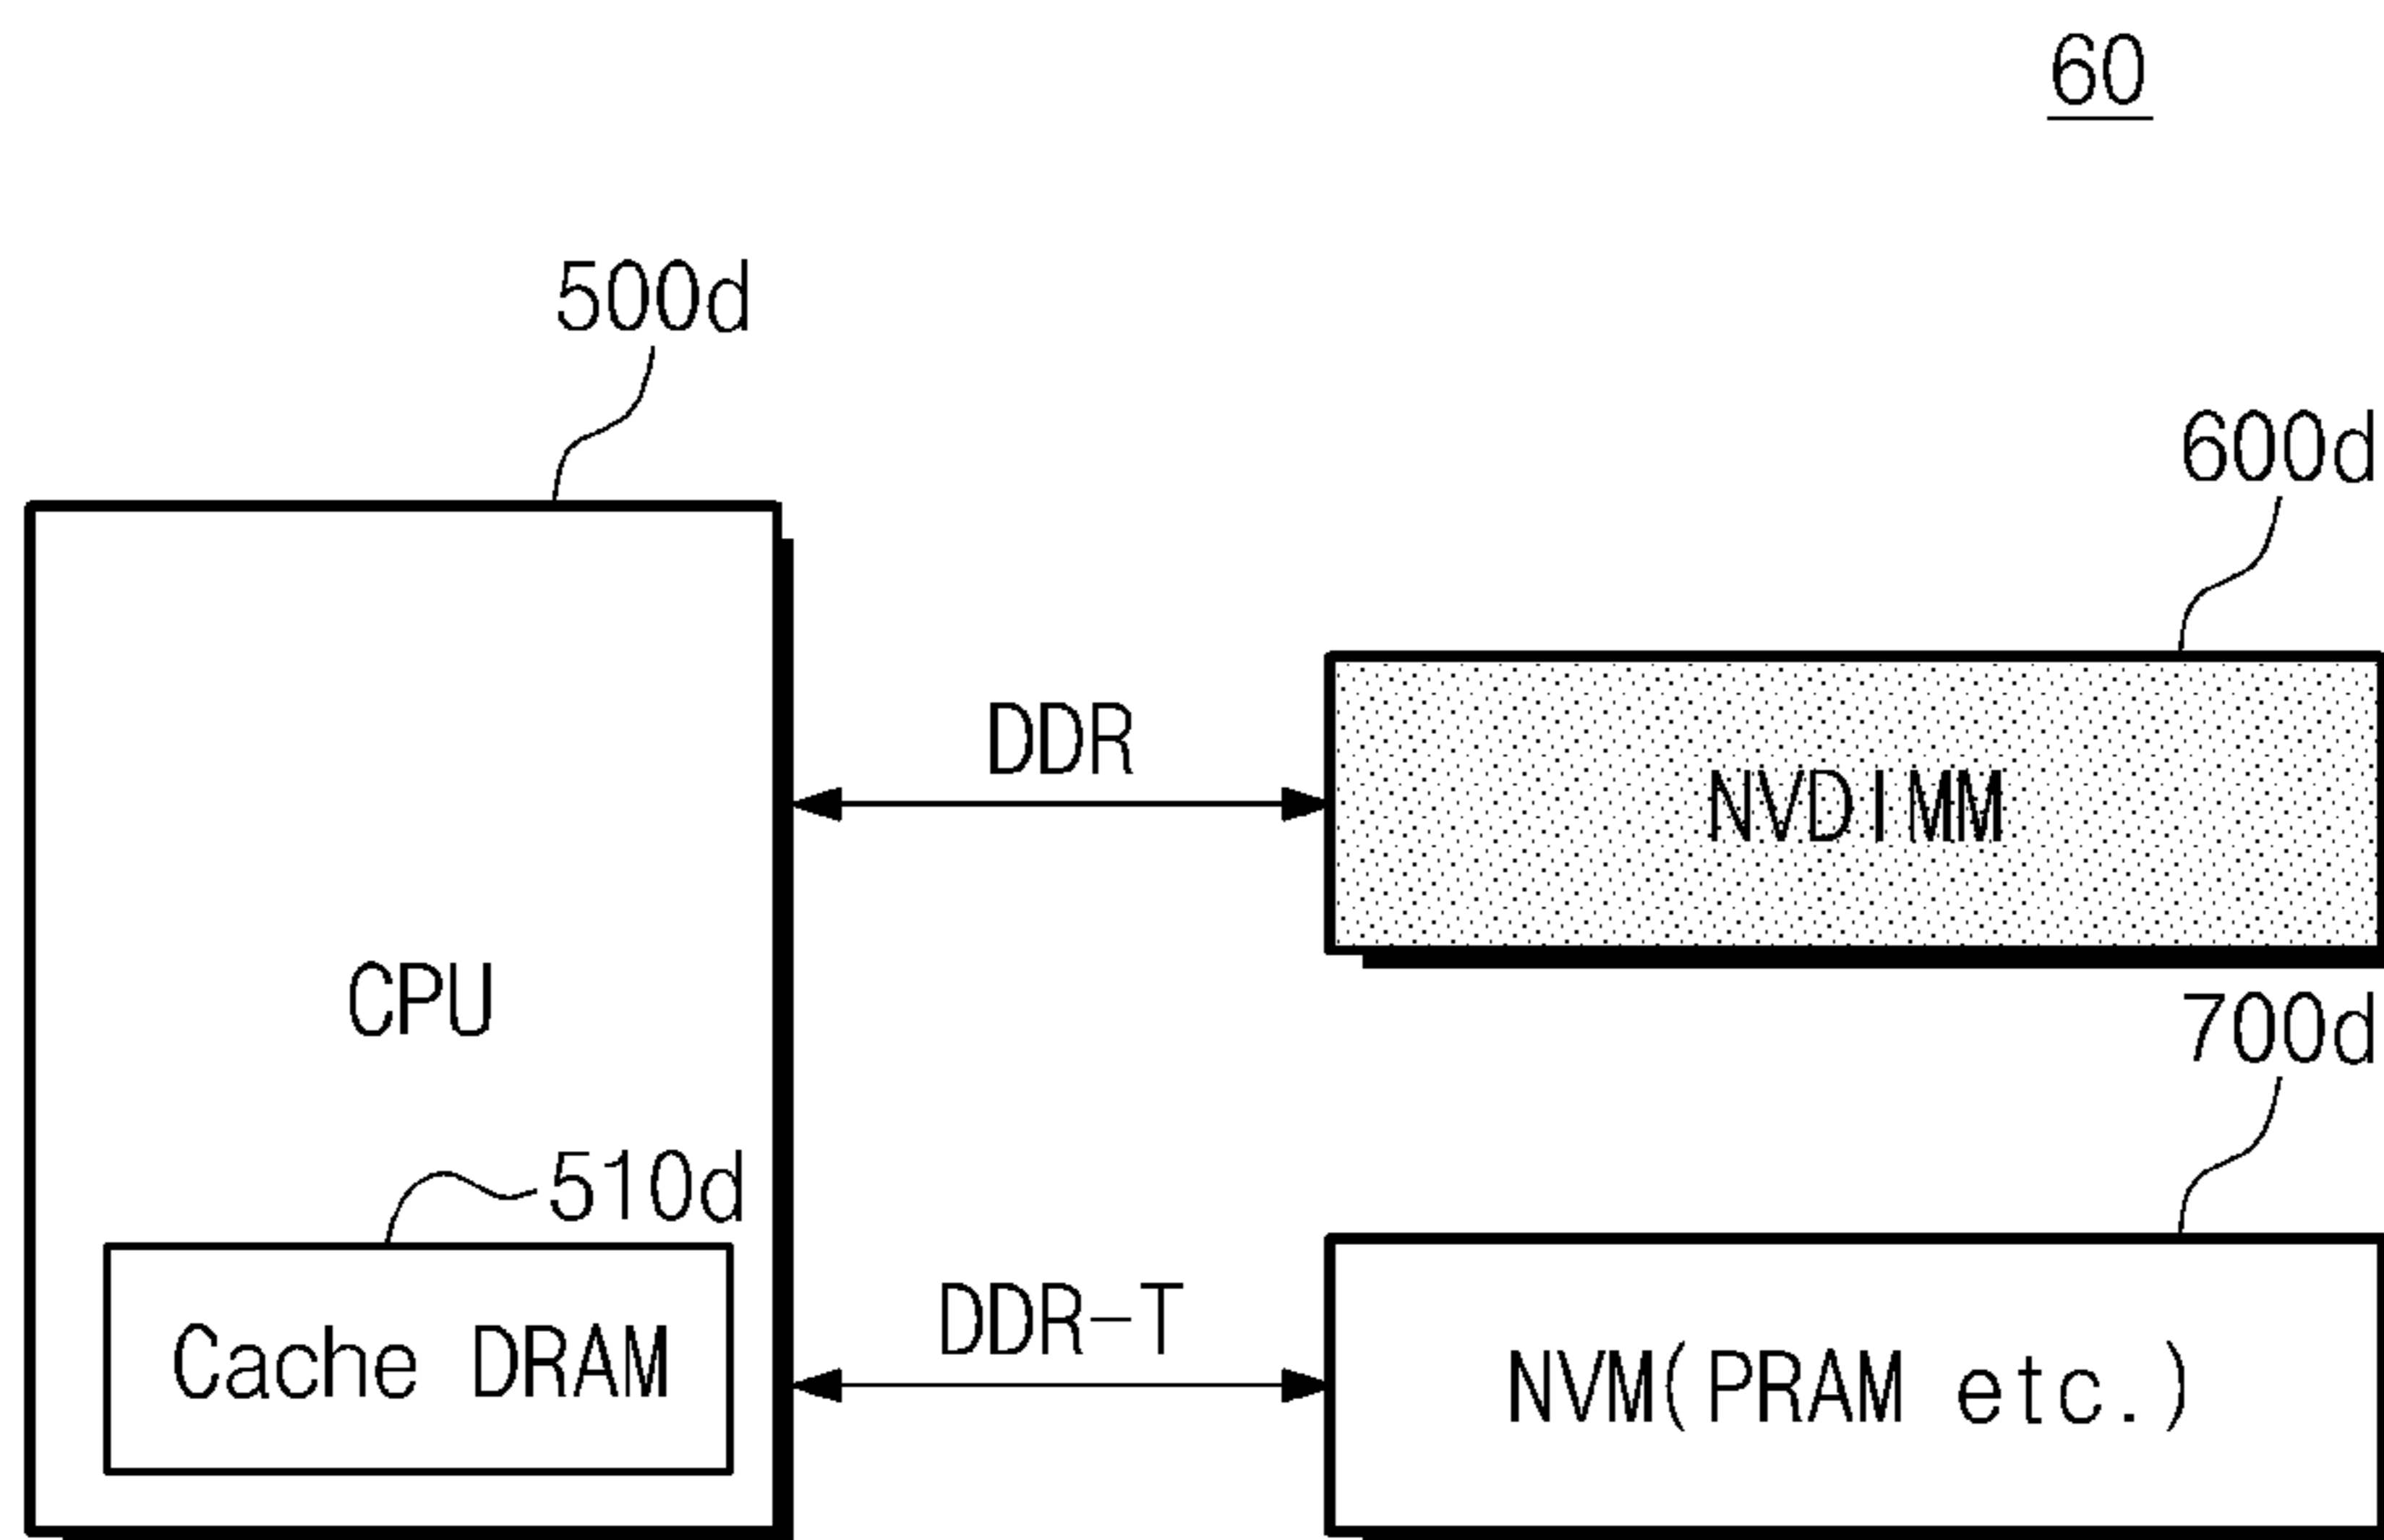 60
500d
600d
DDR
NVDIMM
CPU
700d
510d
Cache DRAM
DDR-T
NVM(PRAM etc.)